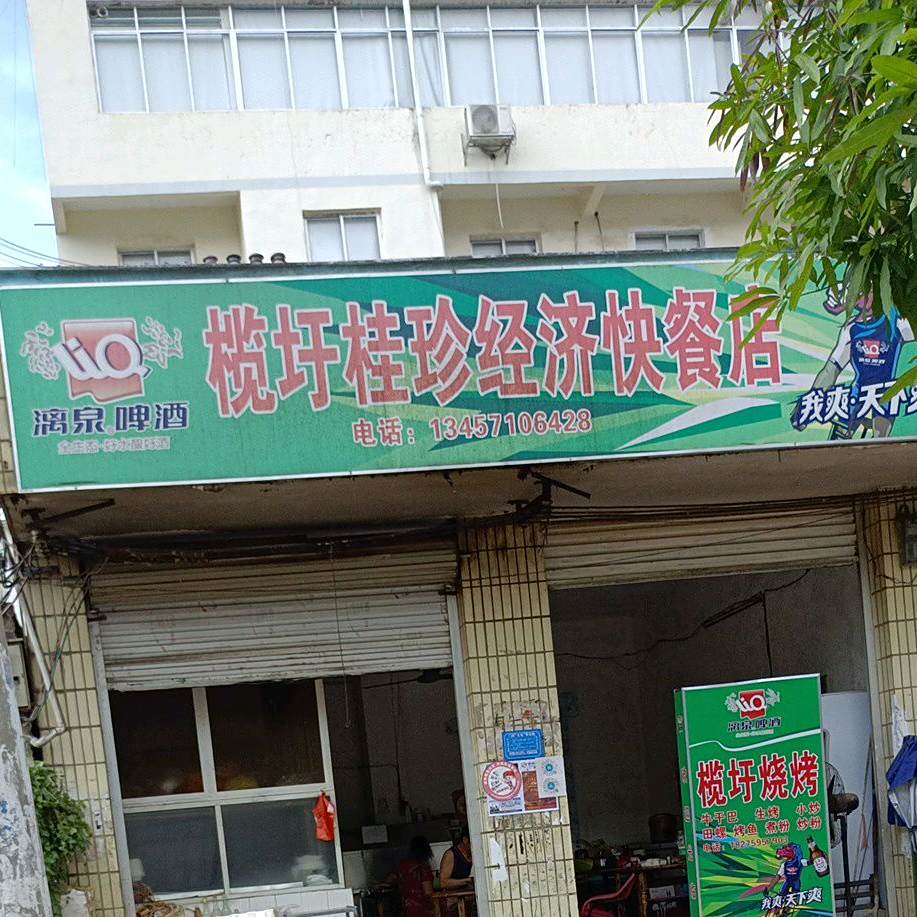 榄圩桂珍经济快餐店
电话：13457106428
LiQ
漓泉啤酒
我爽·天下爽
LiQ
漓泉啤酒
榄圩烧烤
牛干巴 生烤 小炒
田螺 烤鱼 煮粉 炒粉
我爽·天下爽